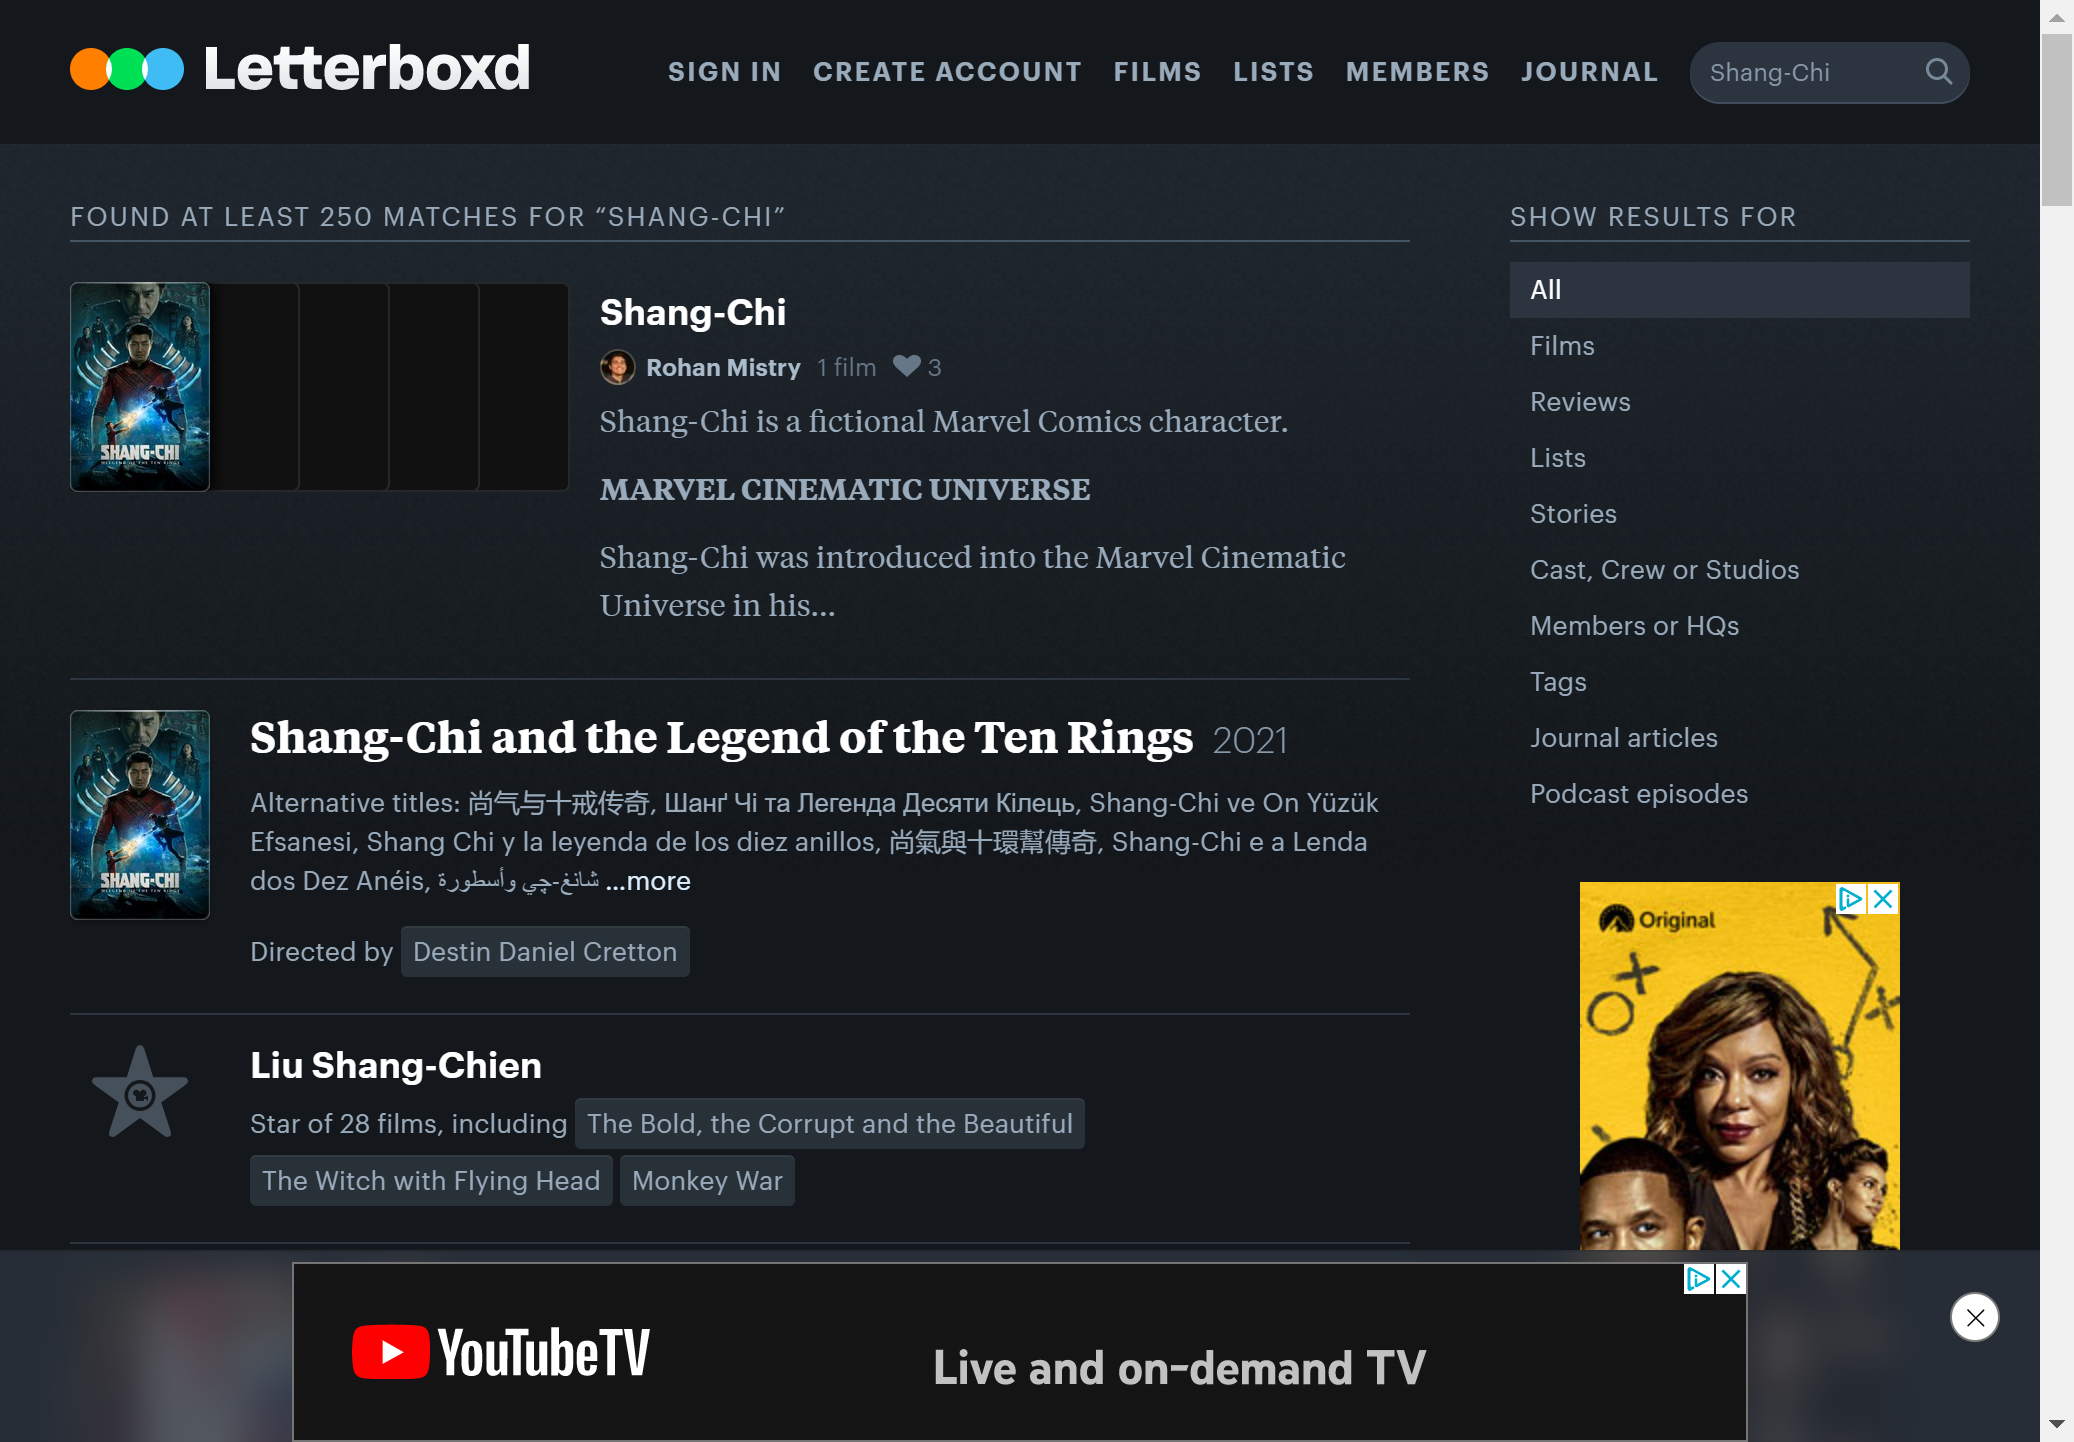 Letterboxd
SIGN IN CREATE ACCOUNT FILMS LISTS MEMBERS JOURNAL
Shang-Chi
FOUND AT LEAST 250 MATCHES FOR “SHANG-CHI”
SHANG-CHI
Shang-Chi
Rohan Mistry 1 film 3
Shang-Chi is a fictional Marvel Comics character.
MARVEL CINEMATIC UNIVERSE
Shang-Chi was introduced into the Marvel Cinematic
Universe in his...
SHANG-CHI
Shang-Chi and the Legend of the Ten Rings 2021
Alternative titles: 尚气与十戒传奇, Шанґ Чі та Легенда Десяти Кілець, Shang-Chi ve On Yüzük
Efsanesi, Shang Chi y la leyenda de los diez anillos, 尚氣與十環幫傳奇, Shang-Chi e a Lenda
dos Dez Anéis, شانغ-چي وأسطورة ...more
Directed by Destin Daniel Cretton
Liu Shang-Chien
Star of 28 films, including The Bold, the Corrupt and the Beautiful
The Witch with Flying Head Monkey War
SHOW RESULTS FOR
All
Films
Reviews
Lists
Stories
Cast, Crew or Studios
Members or HQs
Tags
Journal articles
Podcast episodes
Original
YouTubeTV
Live and on-demand TV